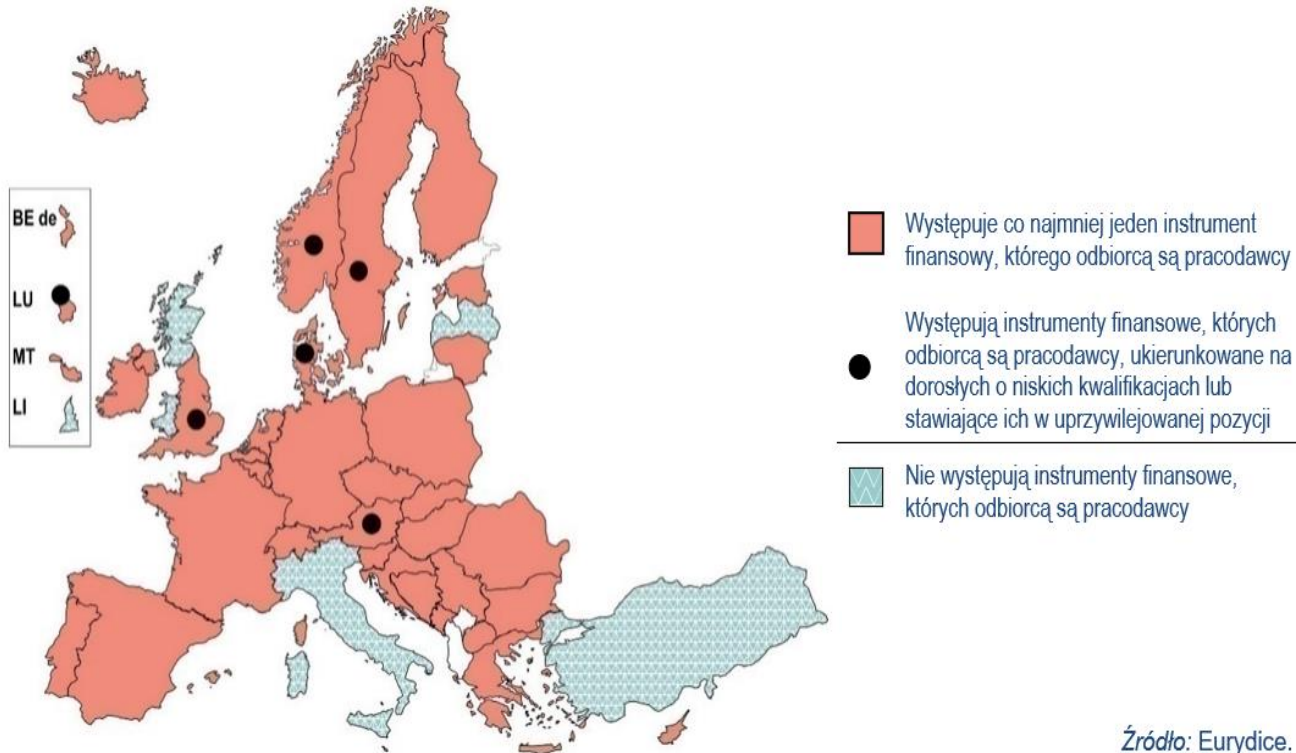 BE de
LU
MT
LI
Występuje co najmniej jeden instrument
finansowy, którego odbiorcą są pracodawcy
Występują instrumenty finansowe, których
odbiorcą są pracodawcy, ukierunkowane na
dorosłych o niskich kwalifikacjach lub
stawiające ich w uprzywilejowanej pozycji
Nie występują instrumenty finansowe,
których odbiorcą są pracodawcy
Źródło: Eurydice.